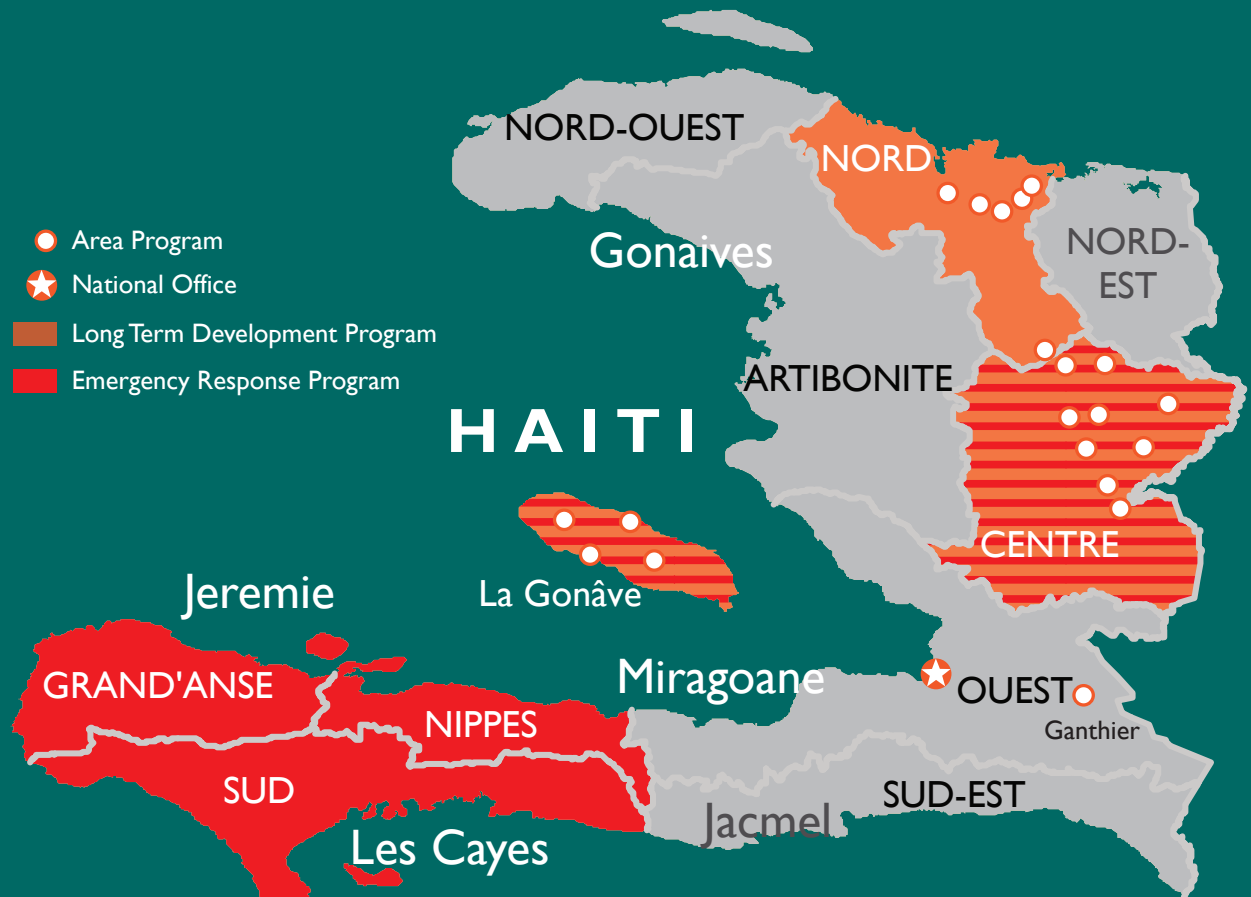 NORD-OUEST
NORD
NORD-
EST
Gonaives
Area Program
National Office
Long Term Development Program
Emergency Response Program
ARTIBONITE
HAITI
CENTRE
La Gonâve
Jeremie
GRAND'ANSE
Miragoane
OUEST
NIPPES
Ganthier
SUD
SUD-EST
Jacmel
Les Cayes